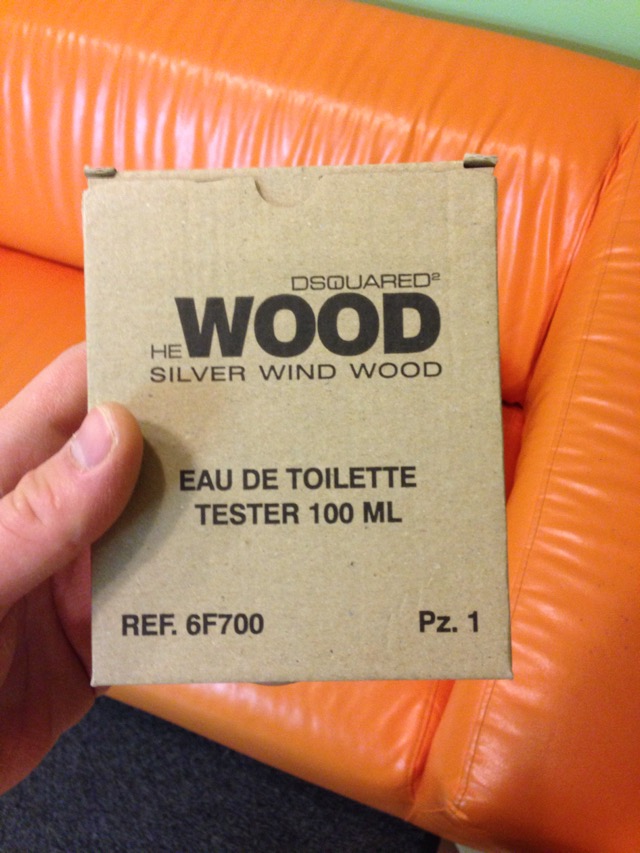 DSQUARED²
HE WOOD
SILVER WIND WOOD
EAU DE TOILETTE
TESTER 100 ML
REF. 6F700 Pz. 1